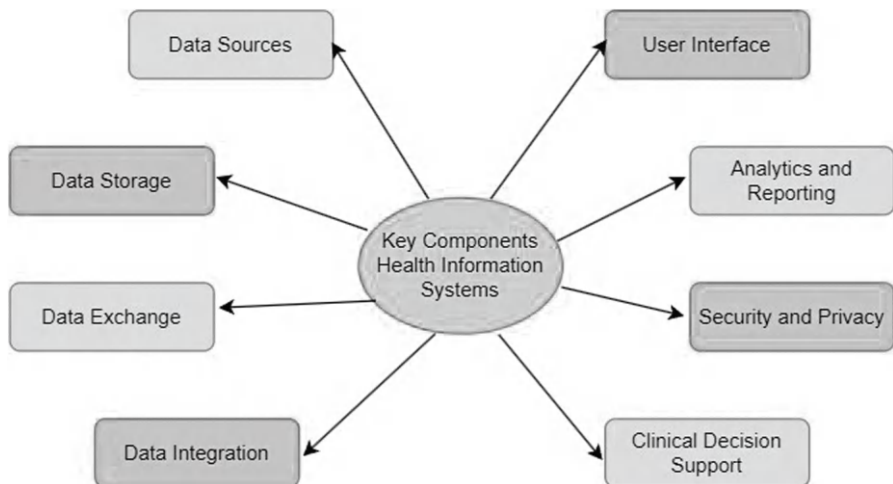 Data Sources
User Interface
Data Storage
Analytics and
Reporting
Key Components
Health Information
Systems
Data Exchange
Security and Privacy
Data Integration
Clinical Decision
Support